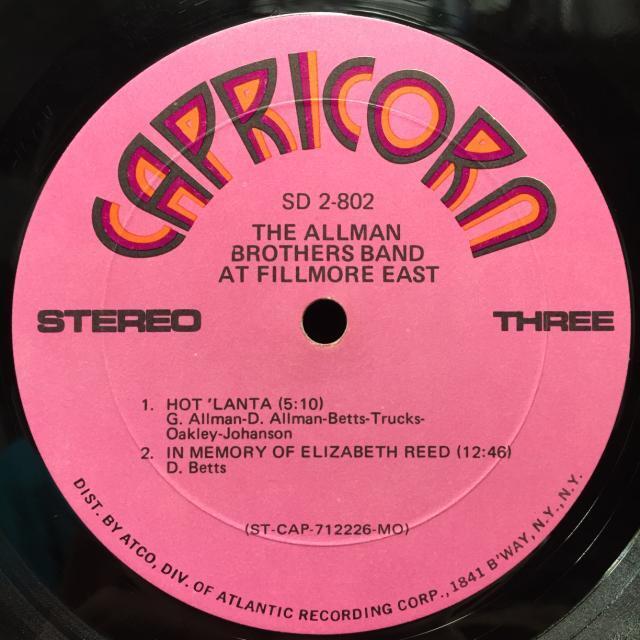 CAPRICORN
SD 2-802
THE ALLMAN
BROTHERS BAND
AT FILLMORE EAST
STEREO
THREE
1. HOT 'LANTA (5:10)
G. Allman-D. Allman-Betts-Trucks-
Oakley-Johanson
2. IN MEMORY OF ELIZABETH REED (12:46)
D. Betts
(ST-CAP-712226-MO)
DIST. BY ATCO, DIV. OF ATLANTIC RECORDING CORP., 1841 B'WAY, N.Y., N.Y.